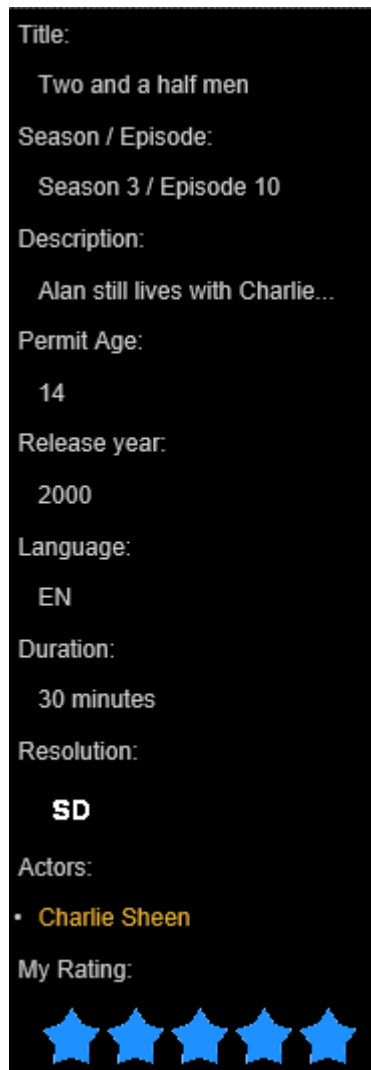 Title:
Two and a half men
Season / Episode:
Season 3 / Episode 10
Description:
Alan still lives with Charlie...
Permit Age:
14
Release year:
2000
Language:
EN
Duration:
30 minutes
Resolution:
SD
Actors:
• Charlie Sheen
My Rating: